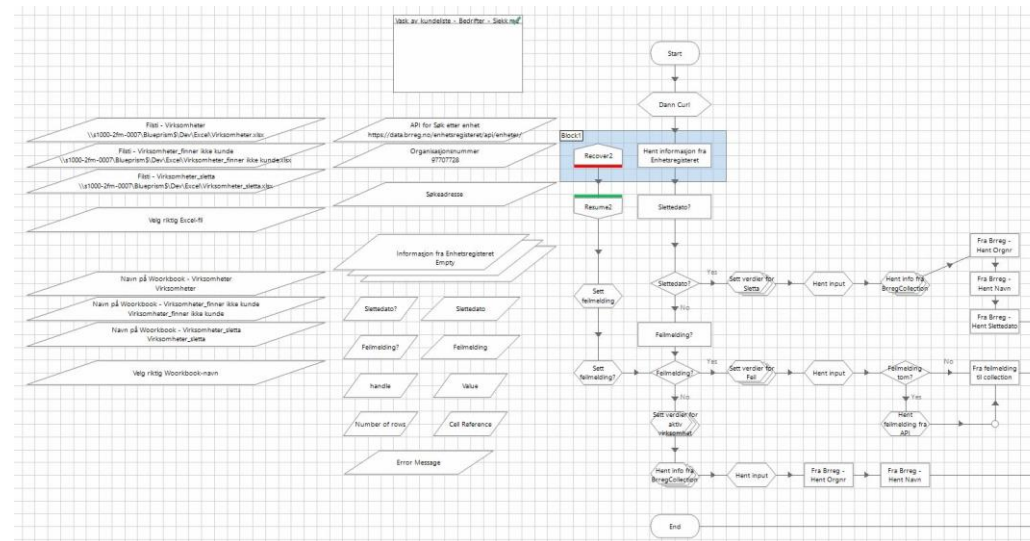 Vask av kundeliste - Bedrifter - Slekk.me
Start
Dann Curl
Filsti - Virksomheter
\\s1000-2fm-0007\Blueprism$\Dev\Excel\Virksomheter.xlsx
Filsti - Virksomheter_finner ikke kunde
\\s1000-2fm-0007\Blueprism$\Dev\Excel\Virksomheter_finner ikke kunde.xlsx
Filsti - Virksomheter_sletta
\\s1000-2fm-0007\Blueprism$\Dev\Excel\Virksomheter_sletta.xlsx
Velg riktig Excel-fil
Navn på Woorkbook - Virksomheter
Virksomheter
Navn på Woorkbook - Virksomheter_finner ikke kunde
Virksomheter_finner ikke kunde
Navn på Woorkbook - Virksomheter_sletta
Virksomheter_sletta
Velg riktig Woorkbook-navn
API for Søk etter enhet
https://data.brreg.no/enhetsregisteret/api/enheter/
Organisasjonsnummer
97707728
Søkeadresse
Informasjon fra Enhetsregisteret
Empty
Slettedato?
Slettedato
Feilmelding?
Feilmelding
handle
Value
Number of rows
Cell Reference
Error Message
Block1
Recover2
Hent informasjon fra
Enhetsregisteret
Resume2
Slettedato?
Sett
feilmelding
Slettedato?
Yes
No
Sett verdier for
Sletta
Hent input
Hent info fra
BrregCollection
Fra Brreg -
Hent Orgnr
Fra Brreg -
Hent Navn
Fra Brreg -
Hent Slettedato
Feilmelding?
Sett
feilmelding?
Feilmelding?
Yes
No
Sett verdier for
Feil
Hent input
Feilmelding
tom?
No
Yes
Fra feilmelding
til collection
Hent
feilmelding fra
API
Sett verdier for
aktiv
virksomhet
Hent info fra
BrregCollection
Hent input
Fra Brreg -
Hent Orgnr
Fra Brreg -
Hent Navn
End